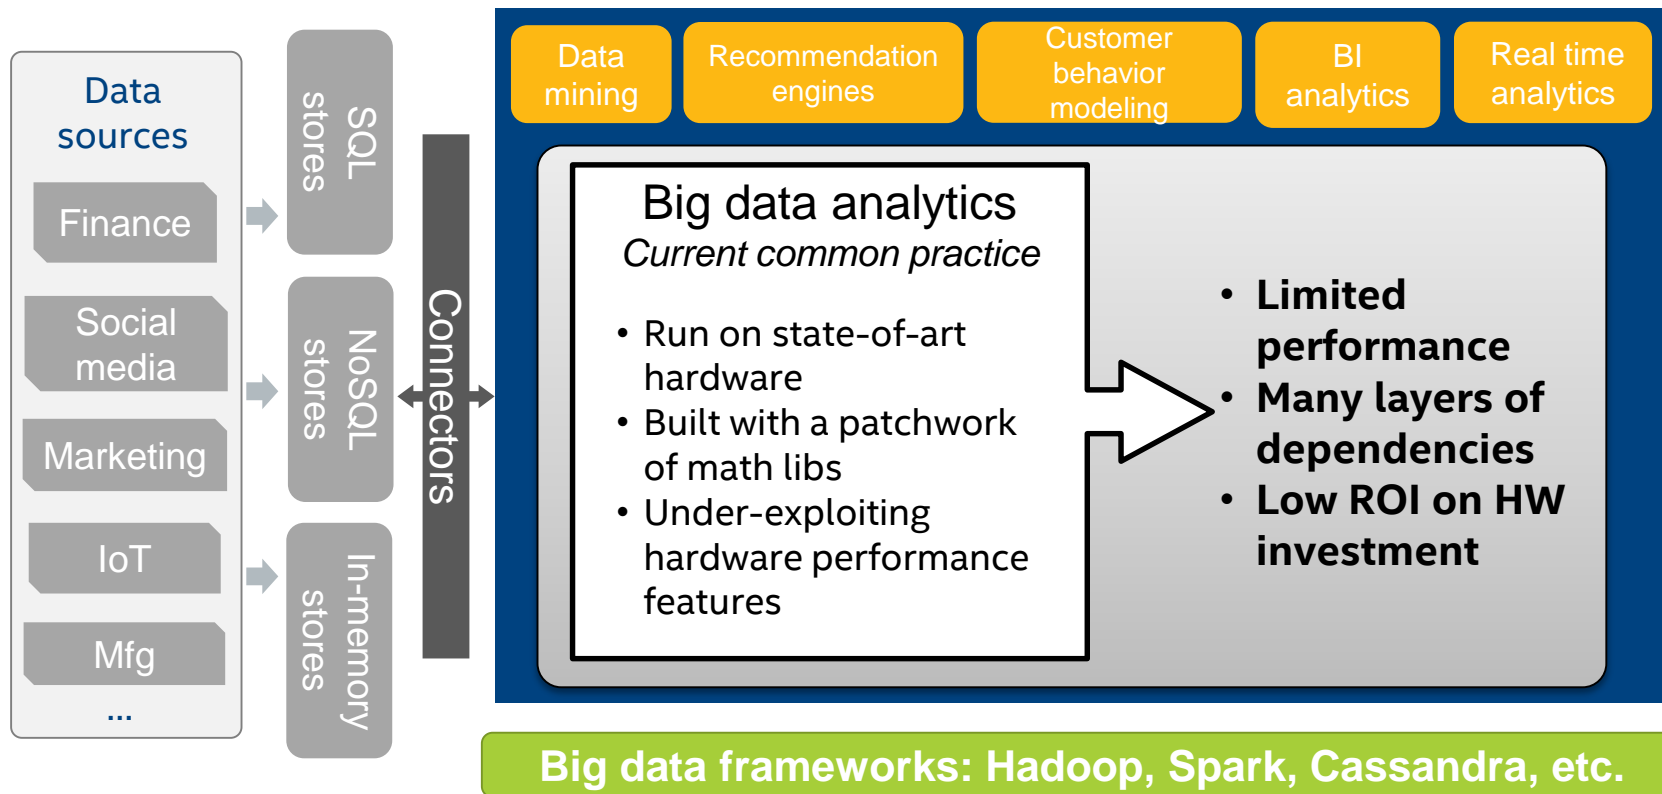 Data
sources
Finance
Social
media
Marketing
IoT
Mfg
...
SQL
stores
NoSQL
stores
In-memory
stores
Connectors
Data
mining
Recommendation
engines
Customer
behavior
modeling
BI
analytics
Real time
analytics
Big data analytics
Current common practice
• Run on state-of-art
hardware
• Built with a patchwork
of math libs
• Under-exploiting
hardware performance
features
• Limited
performance
• Many layers of
dependencies
• Low ROI on HW
investment
Big data frameworks: Hadoop, Spark, Cassandra, etc.